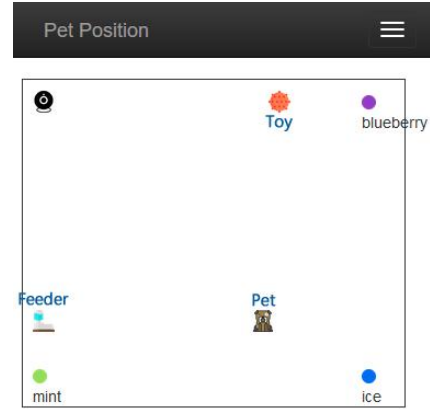 Pet Position
Toy
blueberry
Feeder
Pet
mint
ice